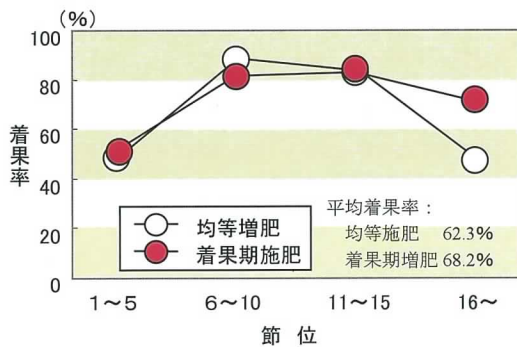 (%)
100
80
60
40
20
0
着果率
均等増肥
着果期施肥
平均着果率：
均等施肥 62.3%
着果期増肥 68.2%
1～5 6～10 11～15 16～
節位